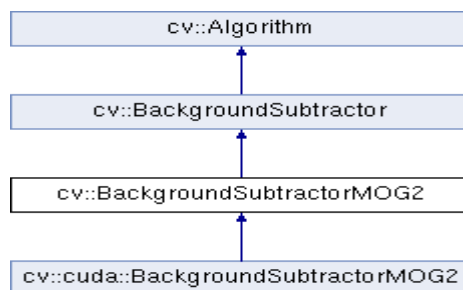 cv::Algorithm
cv::BackgroundSubtractor
cv::BackgroundSubtractorMOG2
cv::cuda::BackgroundSubtractorMOG2